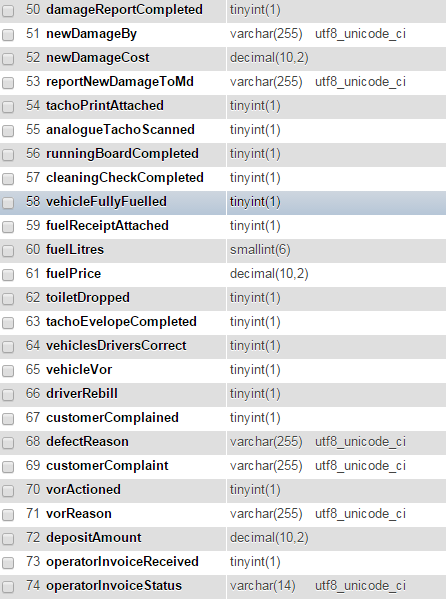 50 damageReportCompleted tinyint(1)
51 newDamageBy varchar(255) utf8_unicode_ci
52 newDamageCost decimal(10,2)
53 reportNewDamageToMd varchar(255) utf8_unicode_ci
54 tachoPrintAttached tinyint(1)
55 analogueTachoScanned tinyint(1)
56 runningBoardCompleted tinyint(1)
57 cleaningCheckCompleted tinyint(1)
58 vehicleFullyFuelled tinyint(1)
59 fuelReceiptAttached tinyint(1)
60 fuelLitres smallint(6)
61 fuelPrice decimal(10,2)
62 toiletDropped tinyint(1)
63 tachoEvelopeCompleted tinyint(1)
64 vehiclesDriversCorrect tinyint(1)
65 vehicleVor tinyint(1)
66 driverRebill tinyint(1)
67 customerComplained tinyint(1)
68 defectReason varchar(255) utf8_unicode_ci
69 customerComplaint varchar(255) utf8_unicode_ci
70 vorActioned tinyint(1)
71 vorReason varchar(255) utf8_unicode_ci
72 depositAmount decimal(10,2)
73 operatorInvoiceReceived tinyint(1)
74 operatorInvoiceStatus varchar(14) utf8_unicode_ci